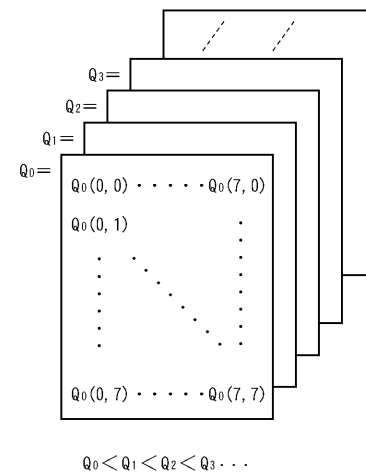 Q₃=
Q₂=
Q₁=
Q₀=
Q₀(0, 0) · · · · · Q₀(7, 0)
Q₀(0, 1)
Q₀(0, 7) · · · · · Q₀(7, 7)
Q₀＜Q₁＜Q₂＜Q₃ · · ·